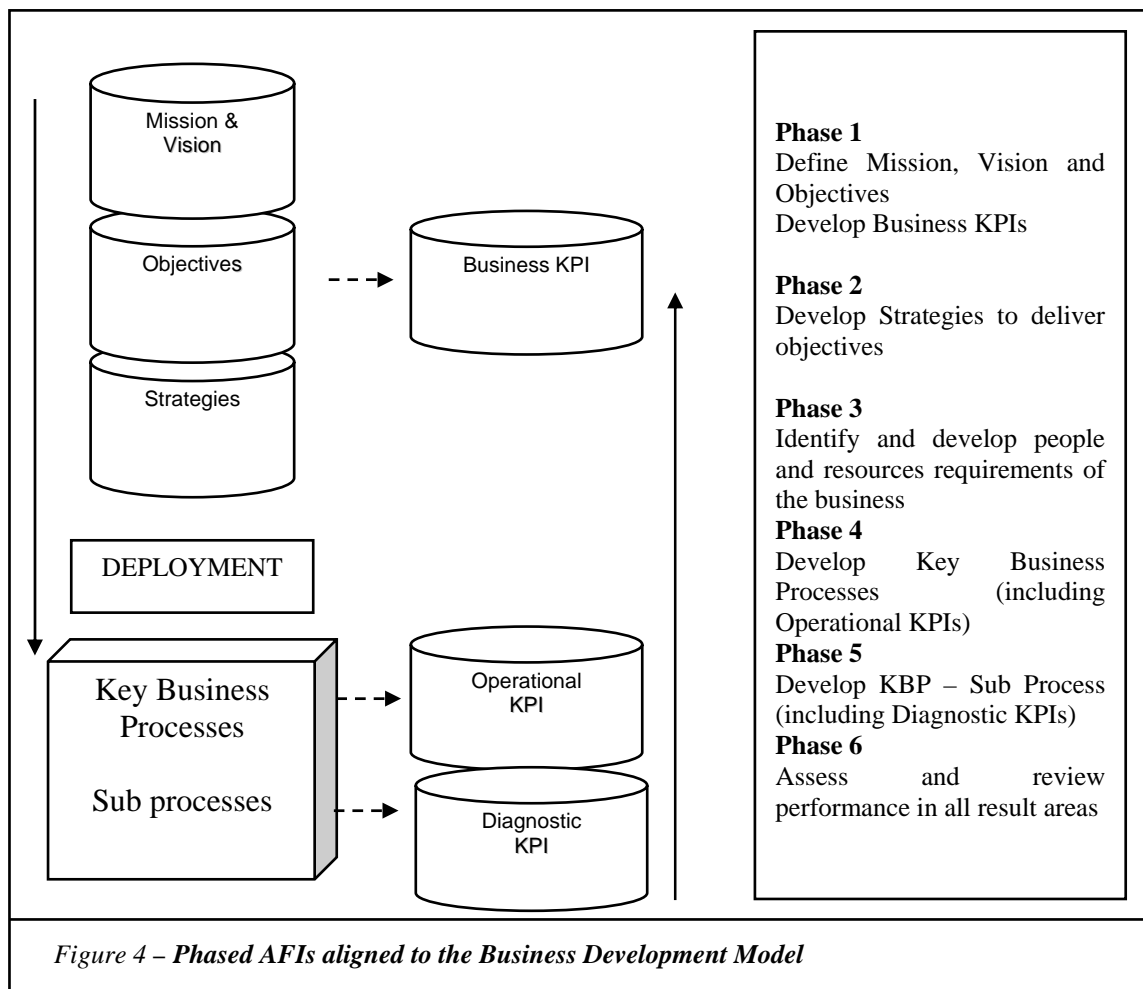 Mission &
Vision
Objectives
Business KPI
Strategies
DEPLOYMENT
Key Business
Processes
Sub processes
Operational
KPI
Diagnostic
KPI
Phase 1
Define Mission, Vision and
Objectives
Develop Business KPIs
Phase 2
Develop Strategies to deliver
objectives
Phase 3
Identify and develop people
and resources requirements of
the business
Phase 4
Develop Key Business
Processes (including
Operational KPIs)
Phase 5
Develop KBP – Sub Process
(including Diagnostic KPIs)
Phase 6
Assess and review
performance in all result areas
Figure 4 – Phased AFIs aligned to the Business Development Model